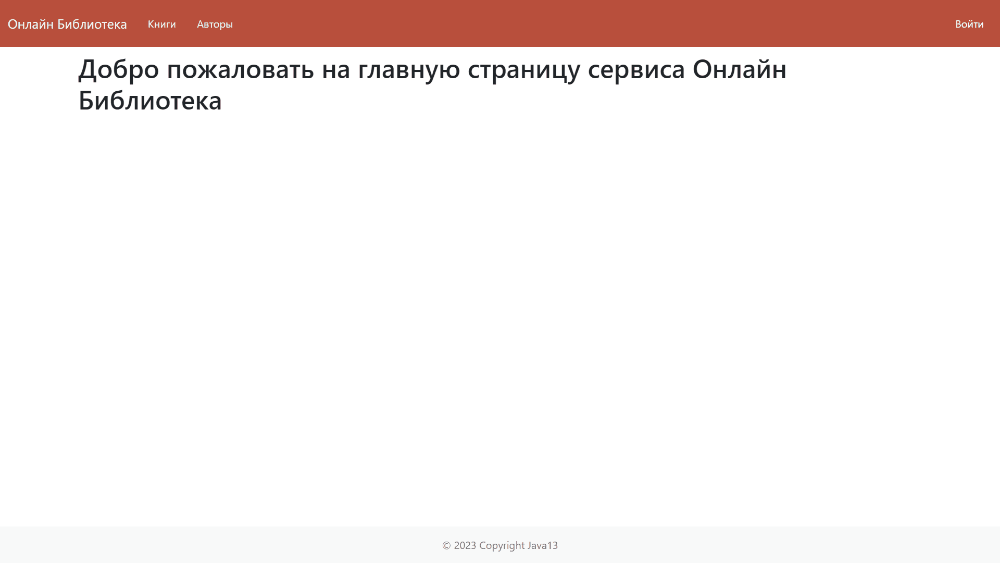 Онлайн Библиотека Книги Авторы Войти
Добро пожаловать на главную страницу сервиса Онлайн
Библиотека
© 2023 Copyright Java13